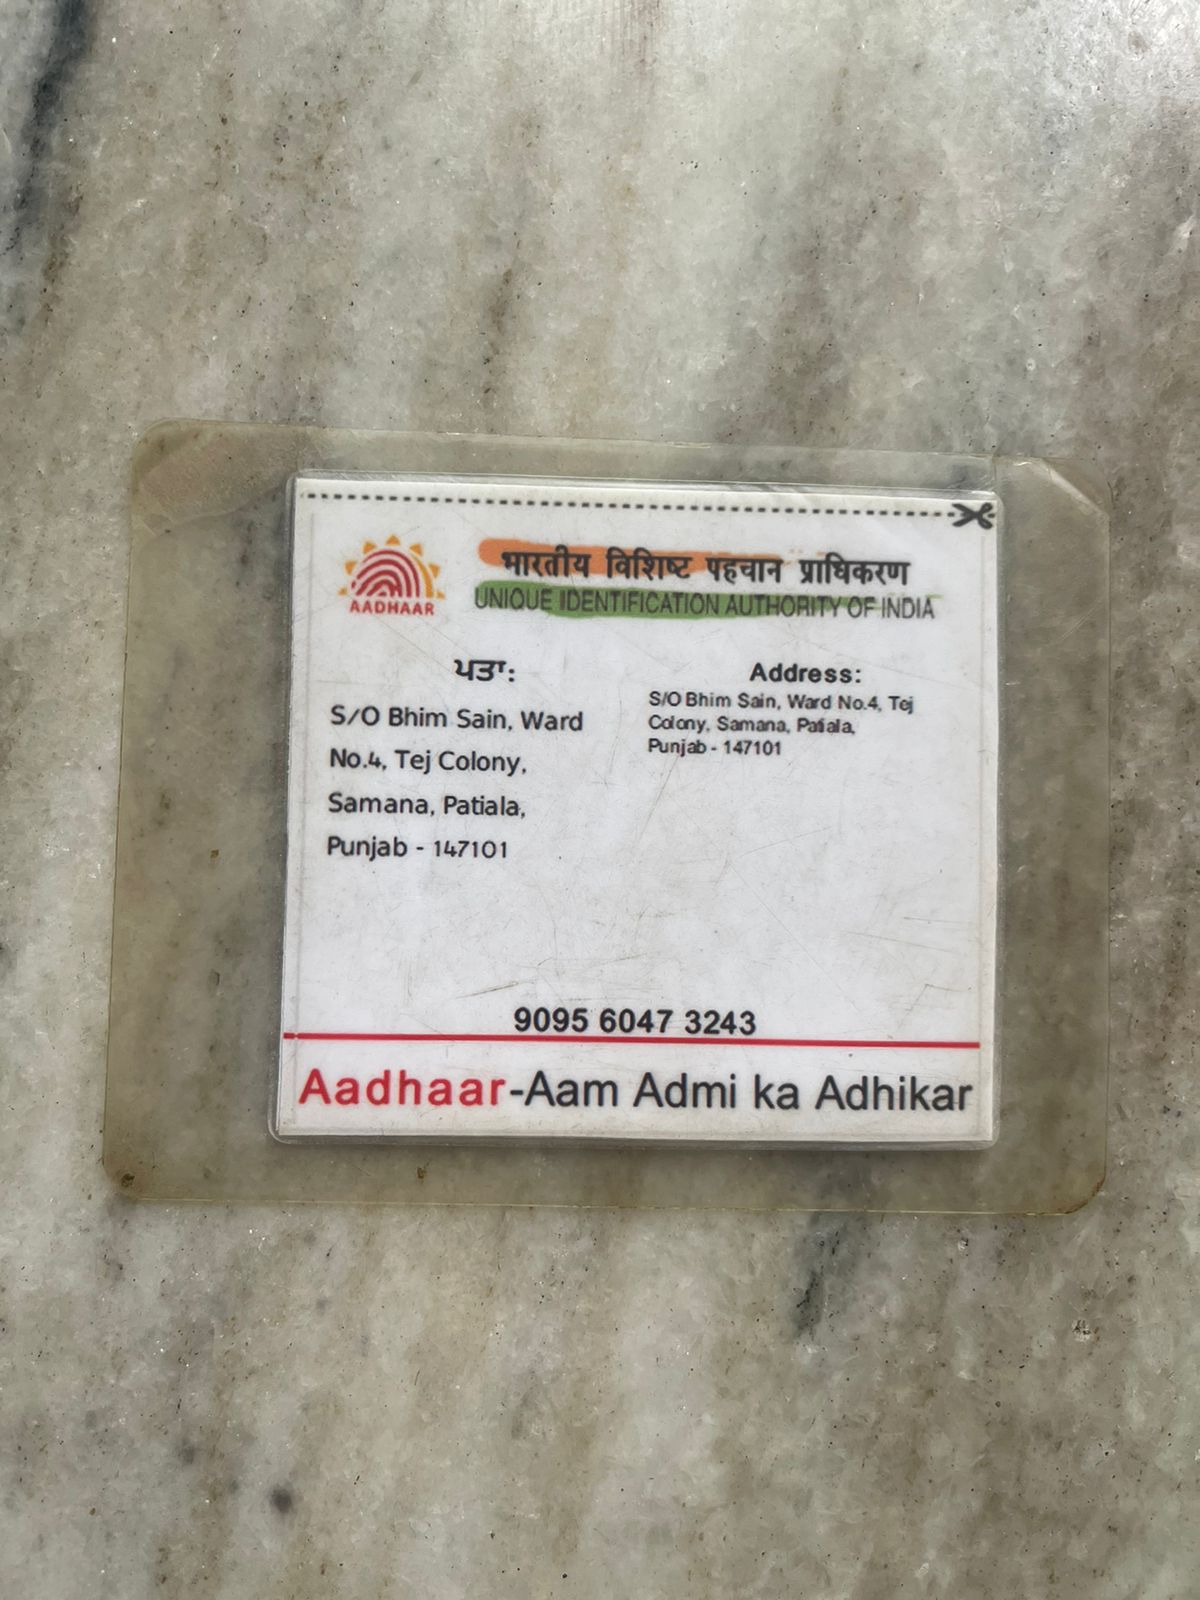 भारतीय विशिष्ट पहचान प्राधिकरण
AADHAAR
UNIQUE IDENTIFICATION AUTHORITY OF INDIA
ਪਤਾ:
S/O Bhim Sain, Ward
No.4, Tej Colony,
Samana, Patiala,
Punjab - 147101
Address:
S/O Bhim Sain, Ward No.4, Tej
Colony, Samana, Patiala,
Punjab - 147101
9095 6047 3243
Aadhaar-Aam Admi ka Adhikar